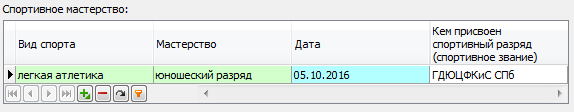 Спортивное мастерство:
Вид спорта Мастерство Дата Кем присвоен
спортивный разряд
(спортивное звание)
легкая атлетика юношеский разряд 05.10.2016 ГДЮЦФКиС СПб